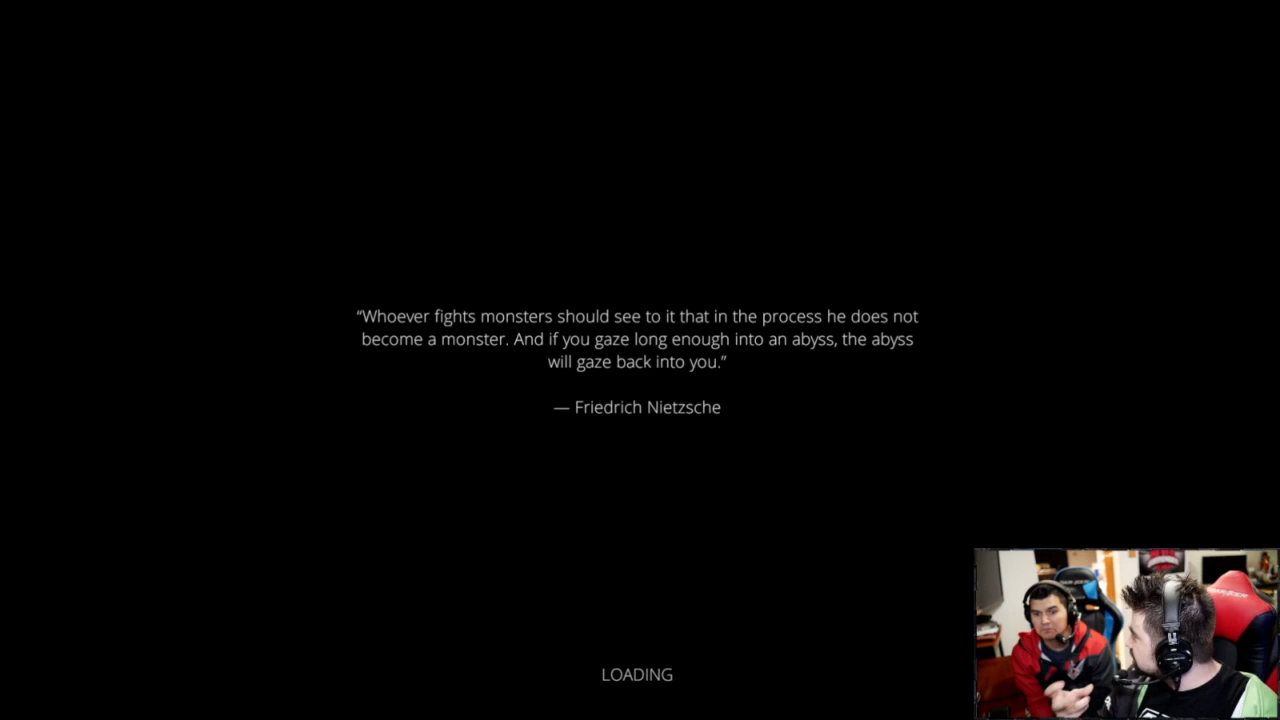 “Whoever fights monsters should see to it that in the process he does not
become a monster. And if you gaze long enough into an abyss, the abyss
will gaze back into you.”
— Friedrich Nietzsche
LOADING